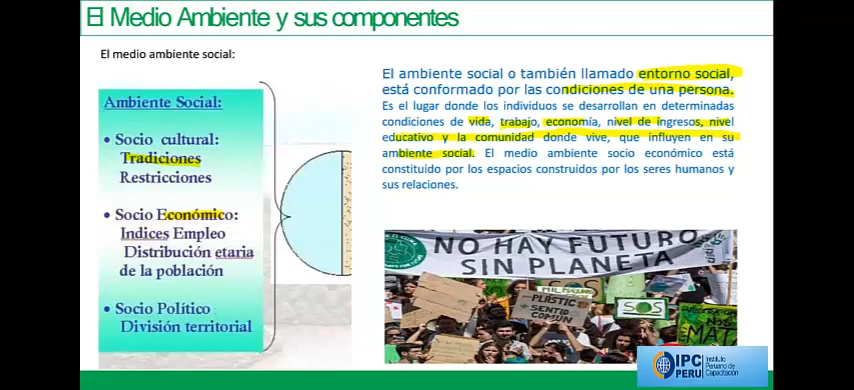 El Medio Ambiente y sus componentes
El medio ambiente social:
Ambiente Social:
• Socio cultural:
Tradiciones
Restricciones
• Socio Económico:
Indices Empleo
Distribución etaria
de la población
• Socio Político
División territorial
El ambiente social o también llamado entorno social,
está conformado por las condiciones de una persona.
Es el lugar donde los individuos se desarrollan en determinadas
condiciones de vida, trabajo, economía, nivel de ingresos, nivel
educativo y la comunidad donde vive, que influyen en su
ambiente social. El medio ambiente socio económico está
constituido por los espacios construidos por los seres humanos y
sus relaciones.
NO HAY FUTURO
SIN PLANETA
PLÁSTIC
SENTID
COMÚN
SOS
MAT
IPC
PERU
Instituto
Peruano de
Capacitación